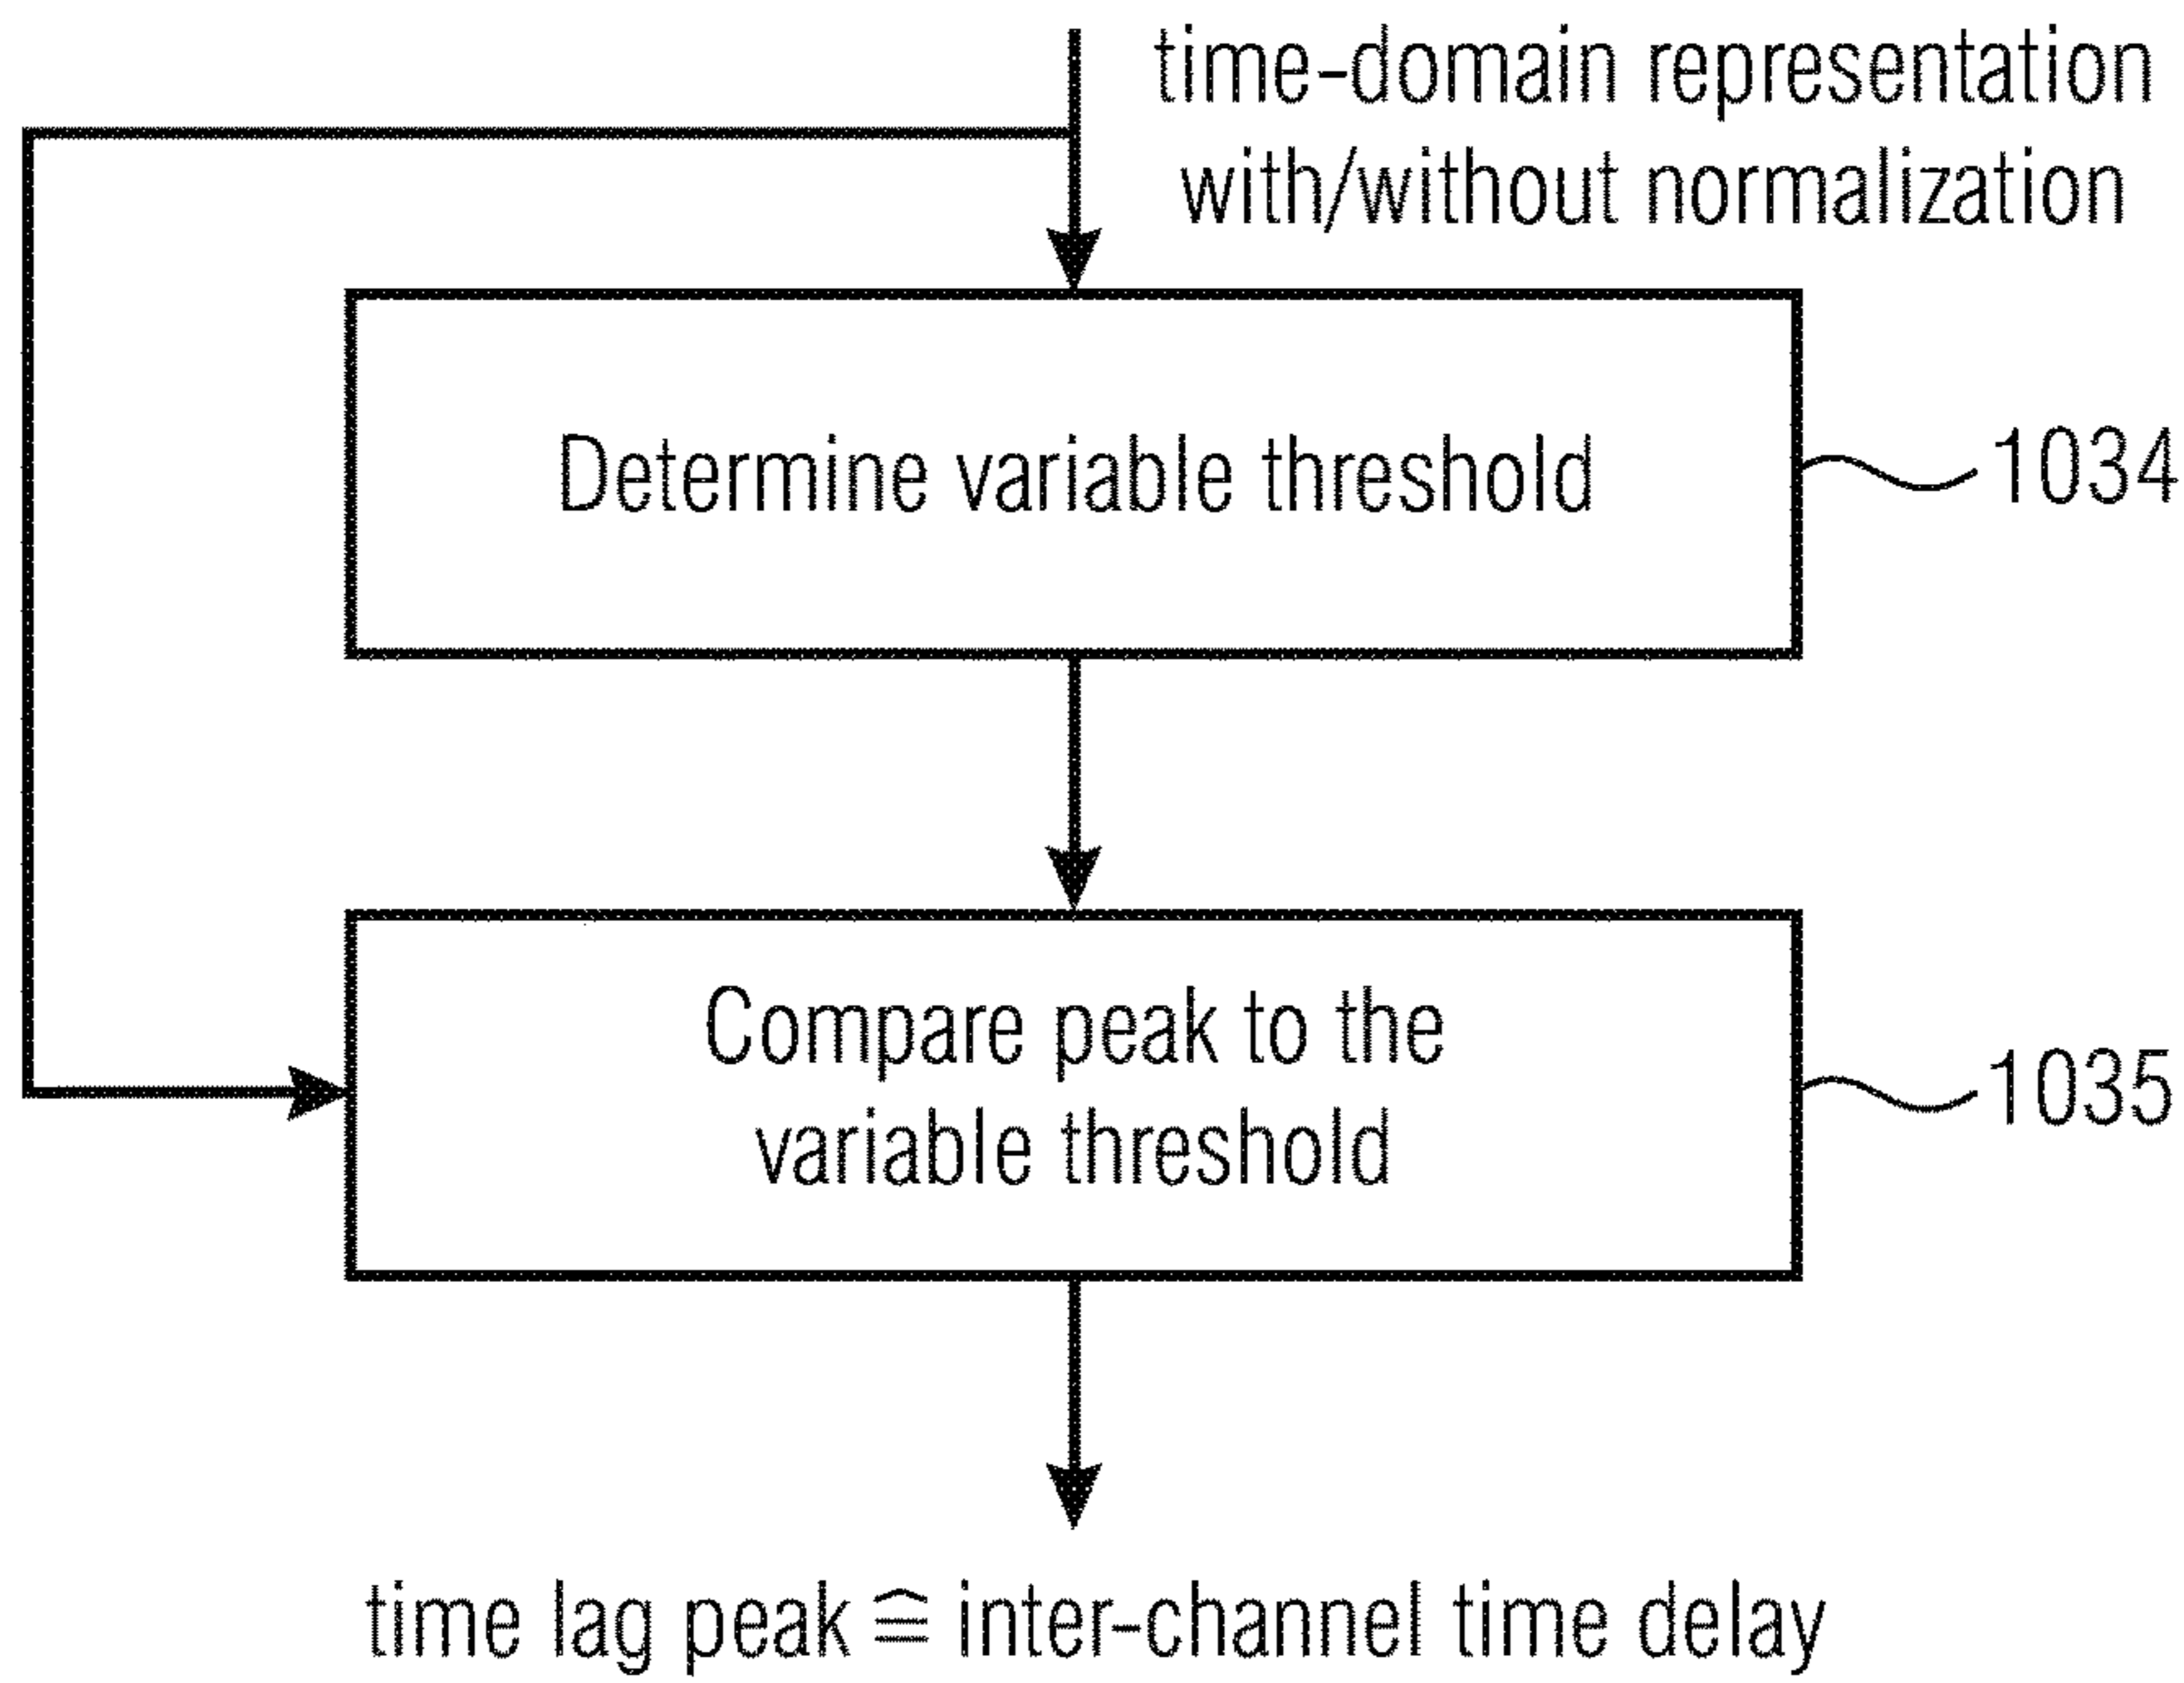 time-domain representation
with/without normalization
Determine variable threshold
1034
Compare peak to the
variable threshold
1035
time lag peak ≘ inter-channel time delay